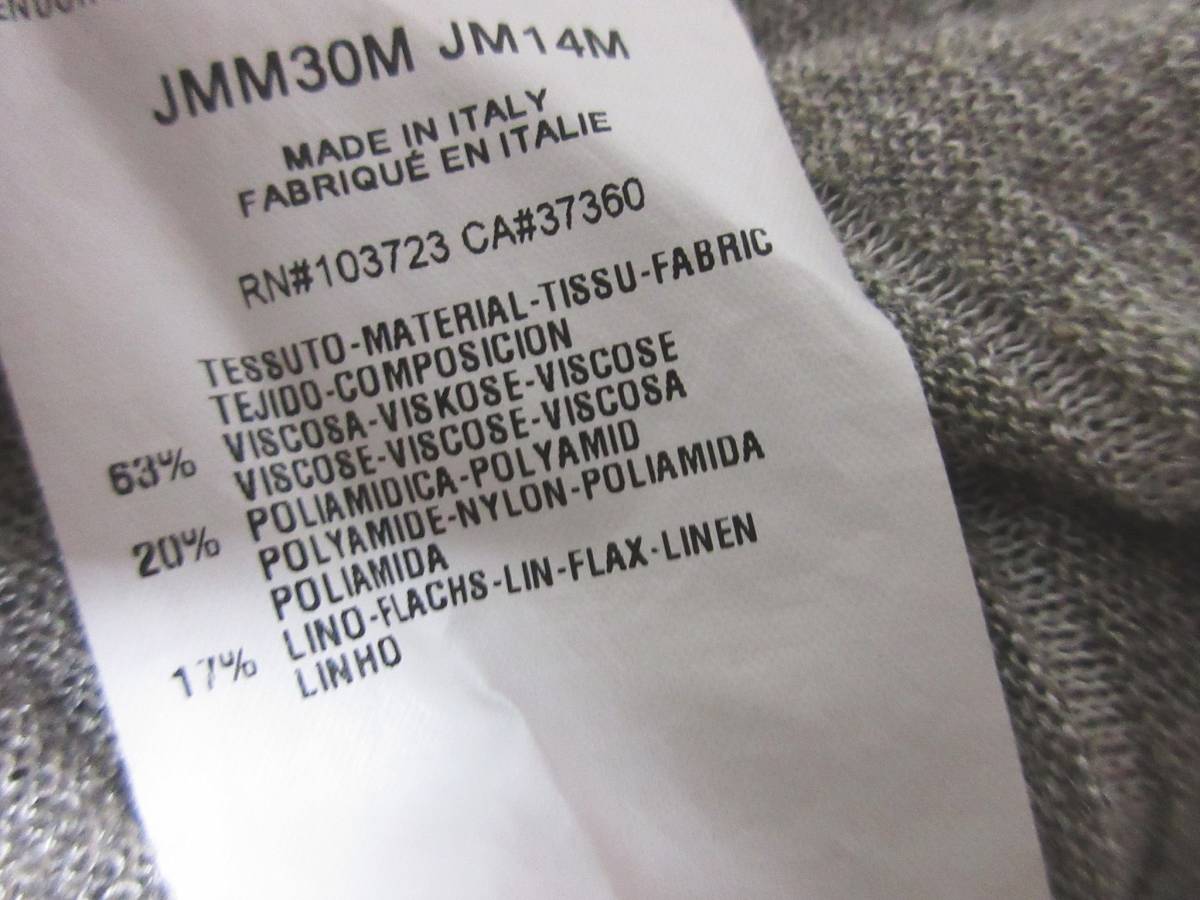 JMM30M JM14M
MADE IN ITALY
FABRIQUÉ EN ITALIE
RN#103723 CA#37360
TESSUTO-MATERIAL-TISSU-FABRIC
TEJIDO-COMPOSICION
63% VISCOSA-VISKOSE-VISCOSE
VISCOSE-VISCOSE-VISCOSA
20% POLIAMIDICA-POLYAMID
POLYAMIDE-NYLON-POLIAMIDA
POLIAMIDA
17% LINO-FLACHS-LIN-FLAX-LINEN
LINHO